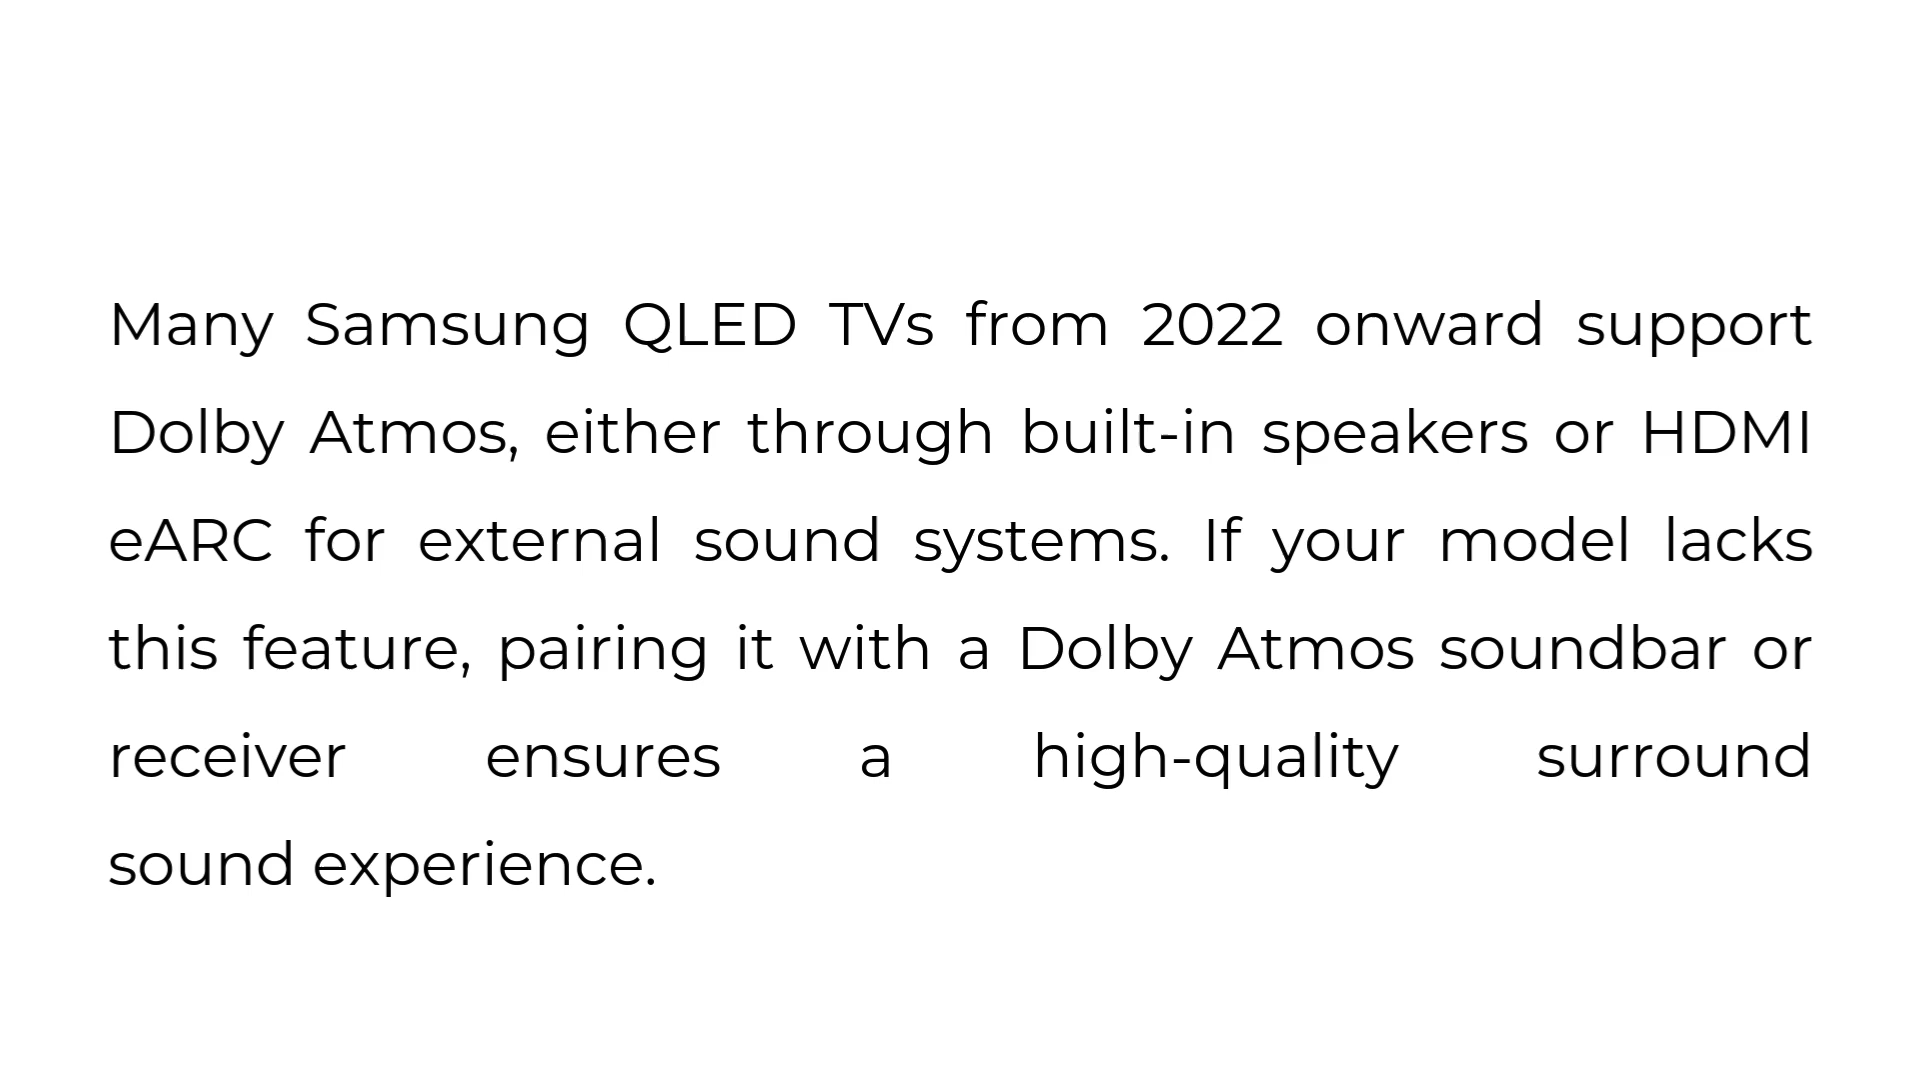 Many Samsung QLED TVs from 2022 onward support
Dolby Atmos, either through built-in speakers or HDMI
eARC for external sound systems. If your model lacks
this feature, pairing it with a Dolby Atmos soundbar or
receiver ensures a high-quality surround
sound experience.